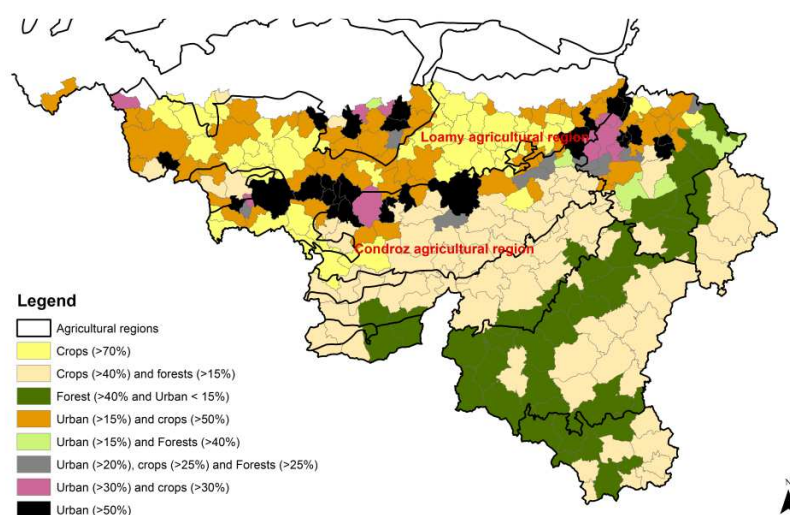 Loamy agricultural region
Condroz agricultural region
Legend
Agricultural regions
Crops (>70%)
Crops (>40%) and forests (>15%)
Forest (>40% and Urban < 15%)
Urban (>15%) and crops (>50%)
Urban (>15%) and Forests (>40%)
Urban (>20%), crops (>25%) and Forests (>25%)
Urban (>30%) and crops (>30%)
Urban (>50%)
N